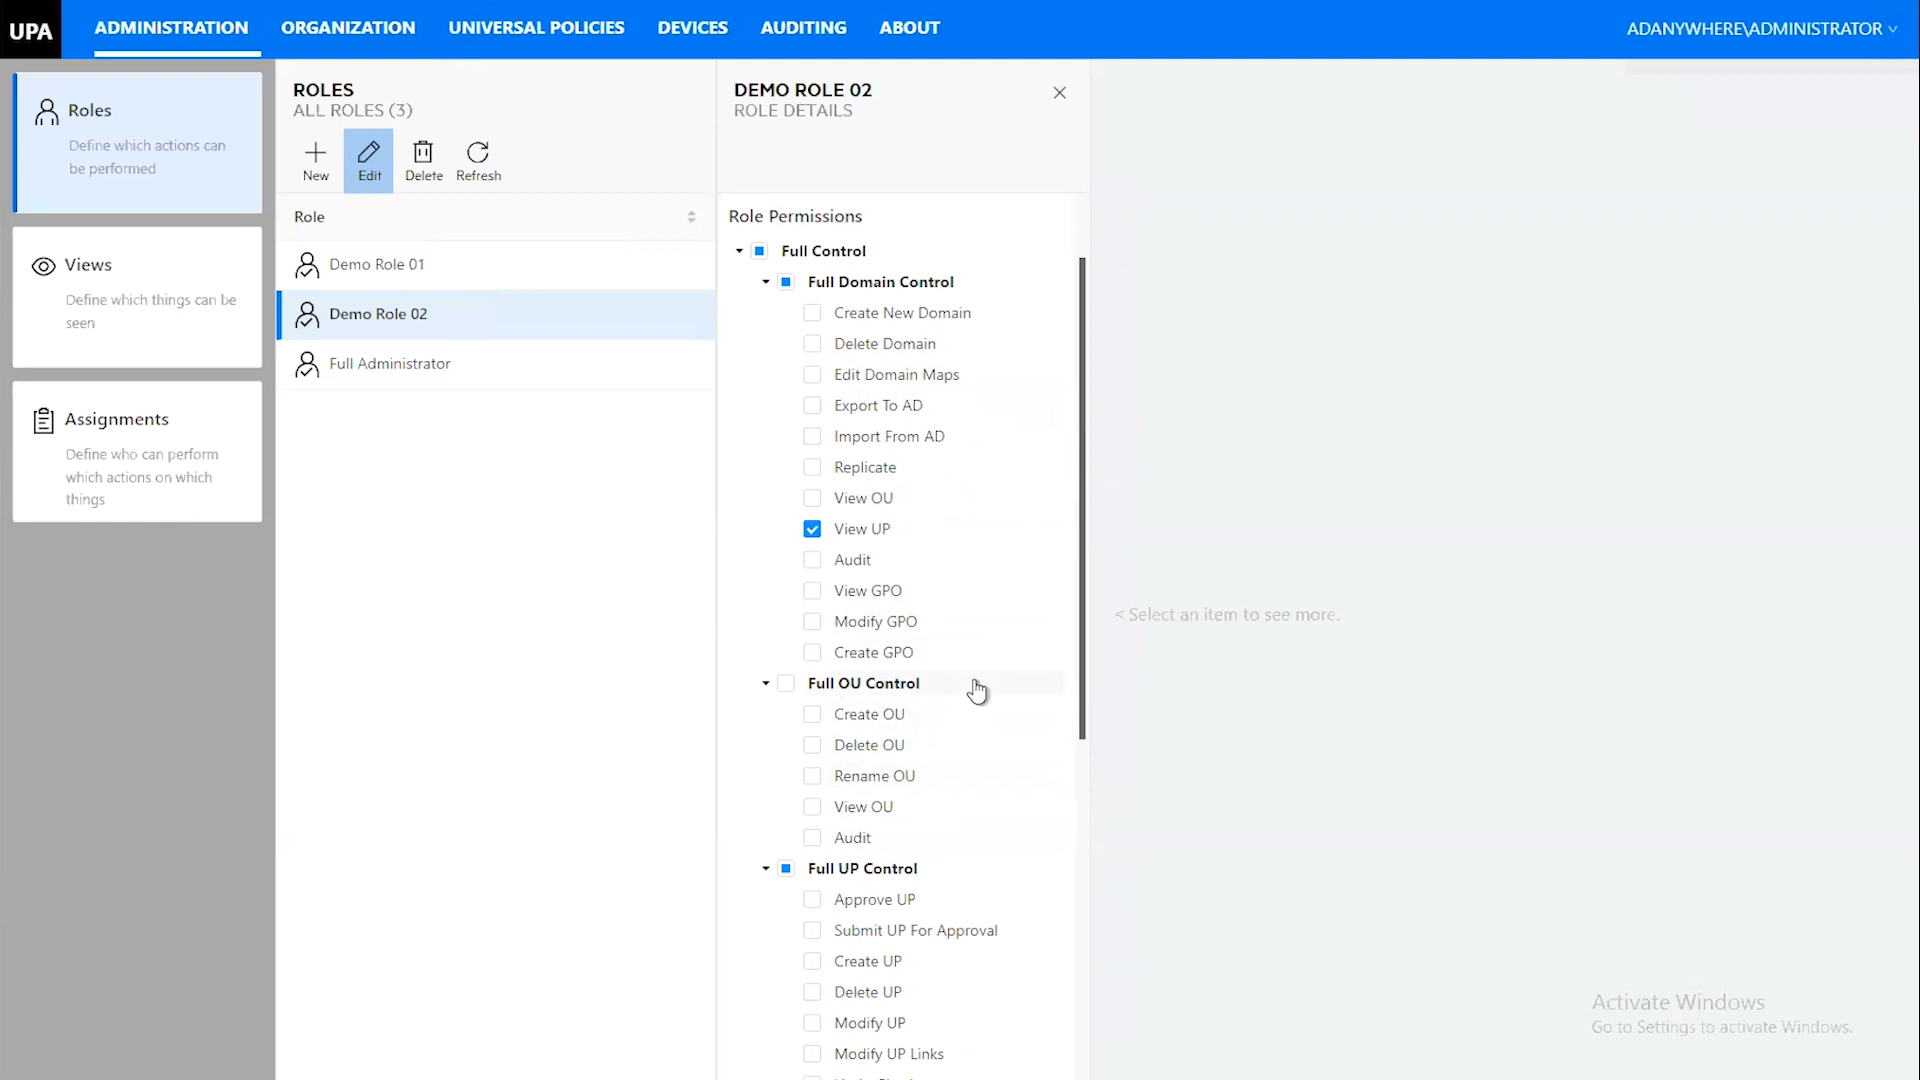 UPA
ADMINISTRATION
ORGANIZATION
UNIVERSAL POLICIES
DEVICES
AUDITING
ABOUT
ADANYWHERE\ADMINISTRATOR
Roles
Define which actions can
be performed
Views
Define which things can be
seen
Assignments
Define who can perform
which actions on which
things
ROLES
ALL ROLES (3)
New
Edit
Delete
Refresh
Role
Demo Role 01
Demo Role 02
Full Administrator
DEMO ROLE 02
ROLE DETAILS
Role Permissions
Full Control
Full Domain Control
Create New Domain
Delete Domain
Edit Domain Maps
Export To AD
Import From AD
Replicate
View OU
View UP
Audit
View GPO
Modify GPO
Create GPO
Full OU Control
Create OU
Delete OU
Rename OU
View OU
Audit
Full UP Control
Approve UP
Submit UP For Approval
Create UP
Delete UP
Modify UP
Modify UP Links
< Select an item to see more.
Activate Windows
Go to Settings to activate Windows.